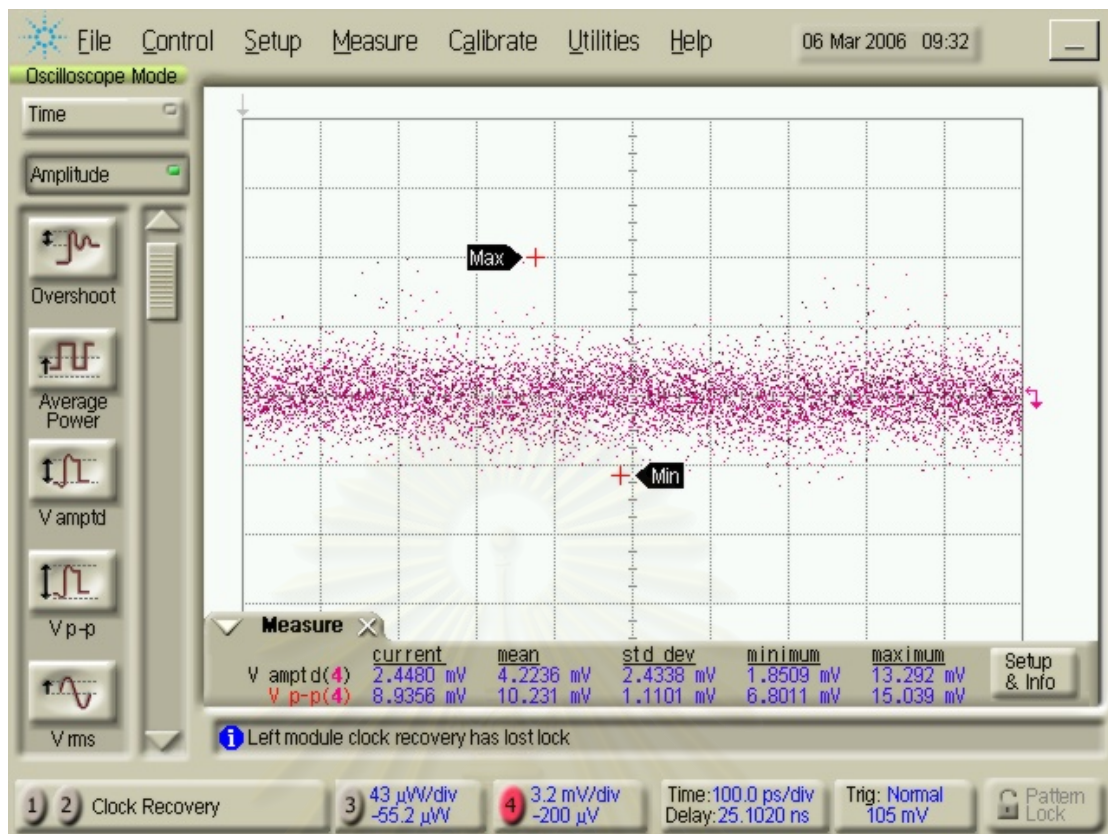 File Control Setup Measure Calibrate Utilities Help 06 Mar 2006 09:32
Oscilloscope Mode
Time
Amplitude
Overshoot
Average
Power
V amptd
V p-p
V rms
Max
Min
Measure
current mean std dev minimum maximum
V amptd(4) 2.4480 mV 4.2236 mV 2.4338 mV 1.8509 mV 13.292 mV
V p-p(4) 8.9356 mV 10.231 mV 1.1101 mV 6.8011 mV 15.039 mV
Setup
& Info
Left module clock recovery has lost lock
1 2 Clock Recovery
3 43 µW/div
-55.2 µW
4 3.2 mV/div
-200 µV
Time:100.0 ps/div
Delay:25.1020 ns
Trig: Normal
105 mV
Pattern
Lock